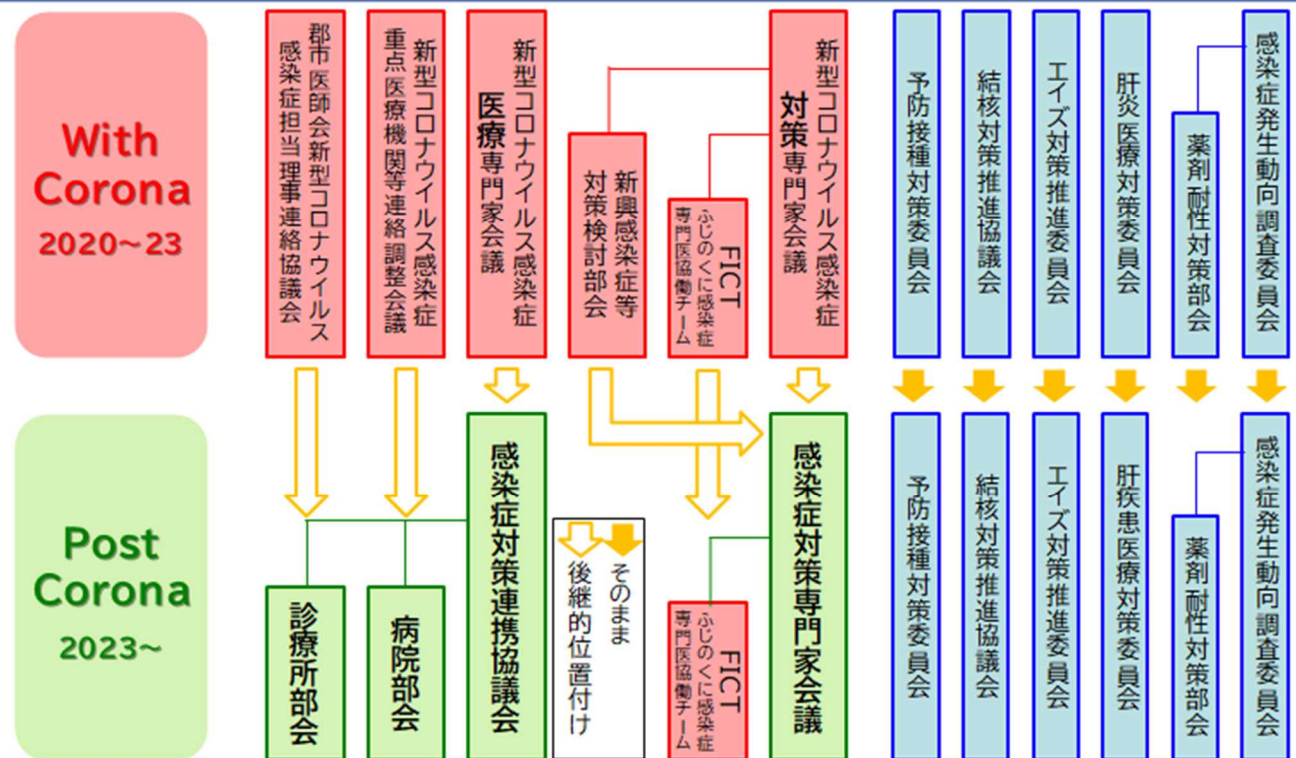 With
Corona
2020~23
郡市医師会新型コロナウイルス
感染症担当理事連絡協議会
新型コロナウイルス感染症
重点医療機関等連絡調整会議
新型コロナウイルス感染症
医療専門家会議
新興感染症等
対策検討部会
FICT
ふじのくに感染症
専門医協働チーム
新型コロナウイルス感染症
対策専門家会議
予防接種対策委員会
結核対策推進協議会
エイズ対策推進委員会
肝炎医療対策委員会
薬剤耐性対策部会
感染症発生動向調査委員会
Post
Corona
2023~
診療所部会
病院部会
感染症対策連携協議会
そのまま
後継的位置付け
FICT
ふじのくに感染症
専門医協働チーム
感染症対策専門家会議
予防接種対策委員会
結核対策推進協議会
エイズ対策推進委員会
肝疾患医療対策委員会
薬剤耐性対策部会
感染症発生動向調査委員会